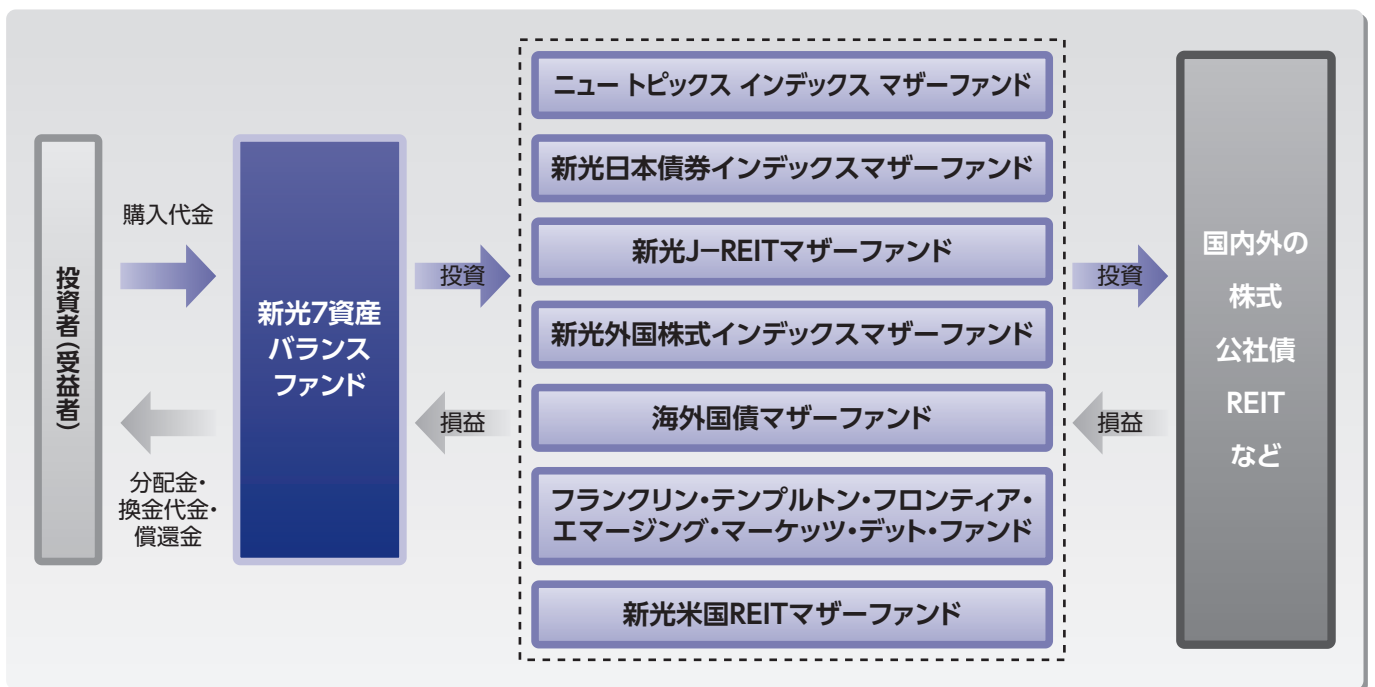 投資者（受益者）
購入代金
分配金・
換金代金・
償還金
新光7資産
バランス
ファンド
投資
損益
ニュー トピックス インデックス マザーファンド
新光日本債券インデックスマザーファンド
新光J−REITマザーファンド
新光外国株式インデックスマザーファンド
海外国債マザーファンド
フランクリン・テンプルトン・フロンティア・
エマージング・マーケッツ・デット・ファンド
新光米国REITマザーファンド
投資
損益
国内外の
株式
公社債
REIT
など